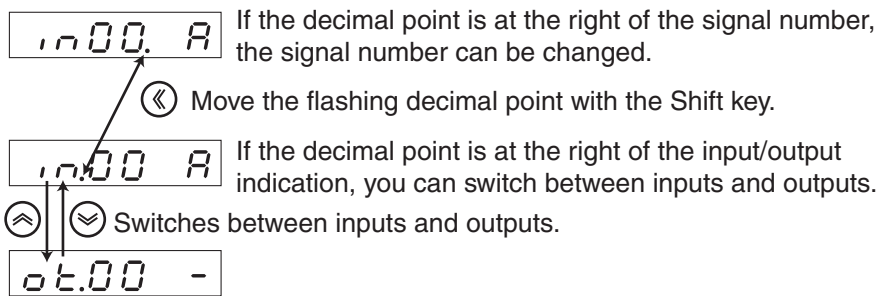 in00. A
If the decimal point is at the right of the signal number,
the signal number can be changed.
Move the flashing decimal point with the Shift key.
in.00 A
If the decimal point is at the right of the input/output
indication, you can switch between inputs and outputs.
Switches between inputs and outputs.
ot.00 -